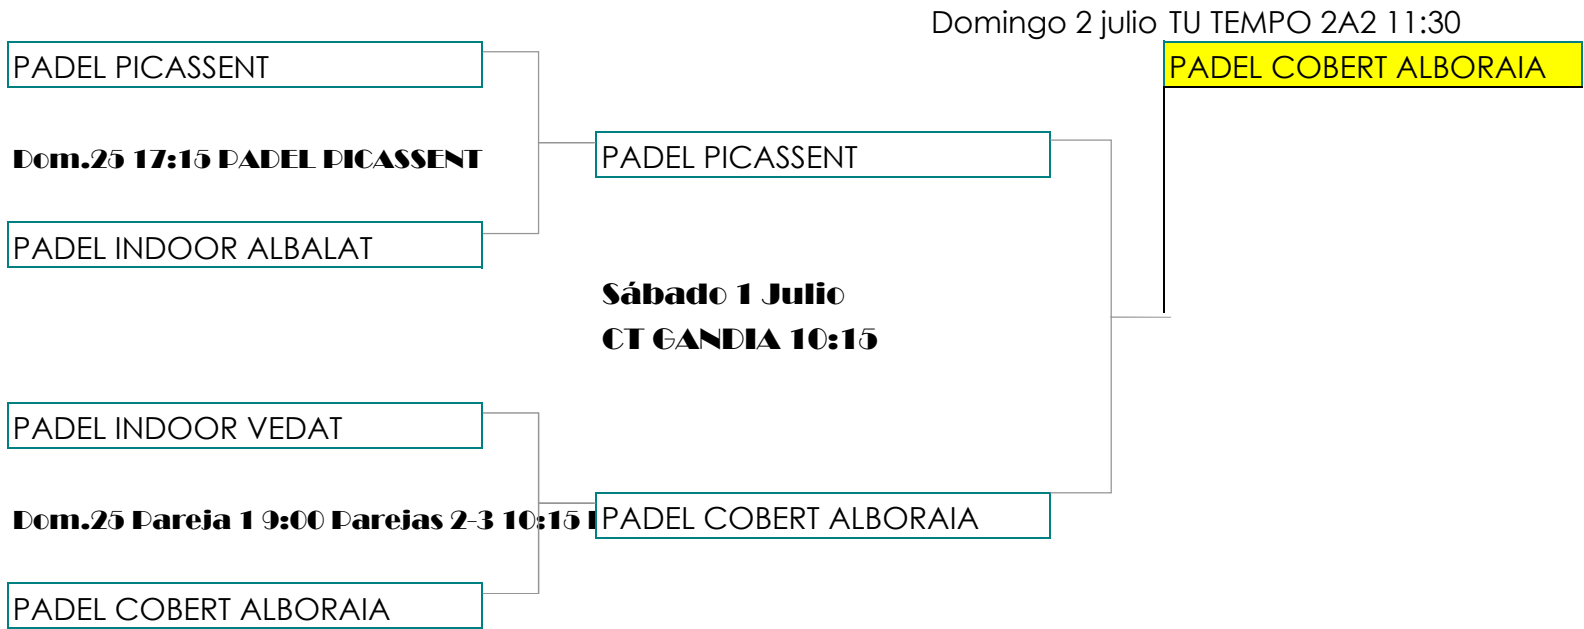 Domingo 2 julio TU TEMPO 2A2 11:30
PADEL PICASSENT
PADEL COBERT ALBORAIA
Dom.25 17:15 PADEL PICASSENT
PADEL PICASSENT
PADEL INDOOR ALBALAT
Sábado 1 Julio
CT GANDIA 10:15
PADEL INDOOR VEDAT
Dom.25 Pareja 1 9:00 Parejas 2-3 10:15
PADEL COBERT ALBORAIA
PADEL COBERT ALBORAIA